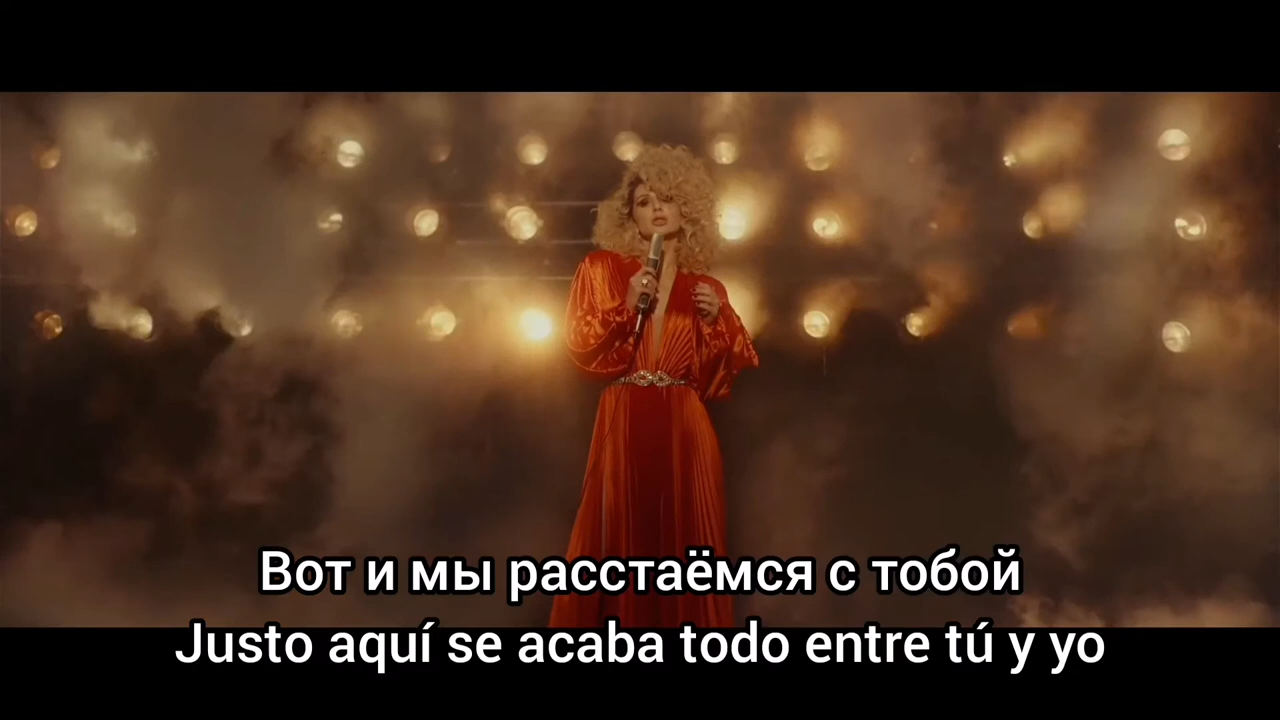 Вот и мы расстаёмся с тобой
Justo aquí se acaba todo entre tú y yo